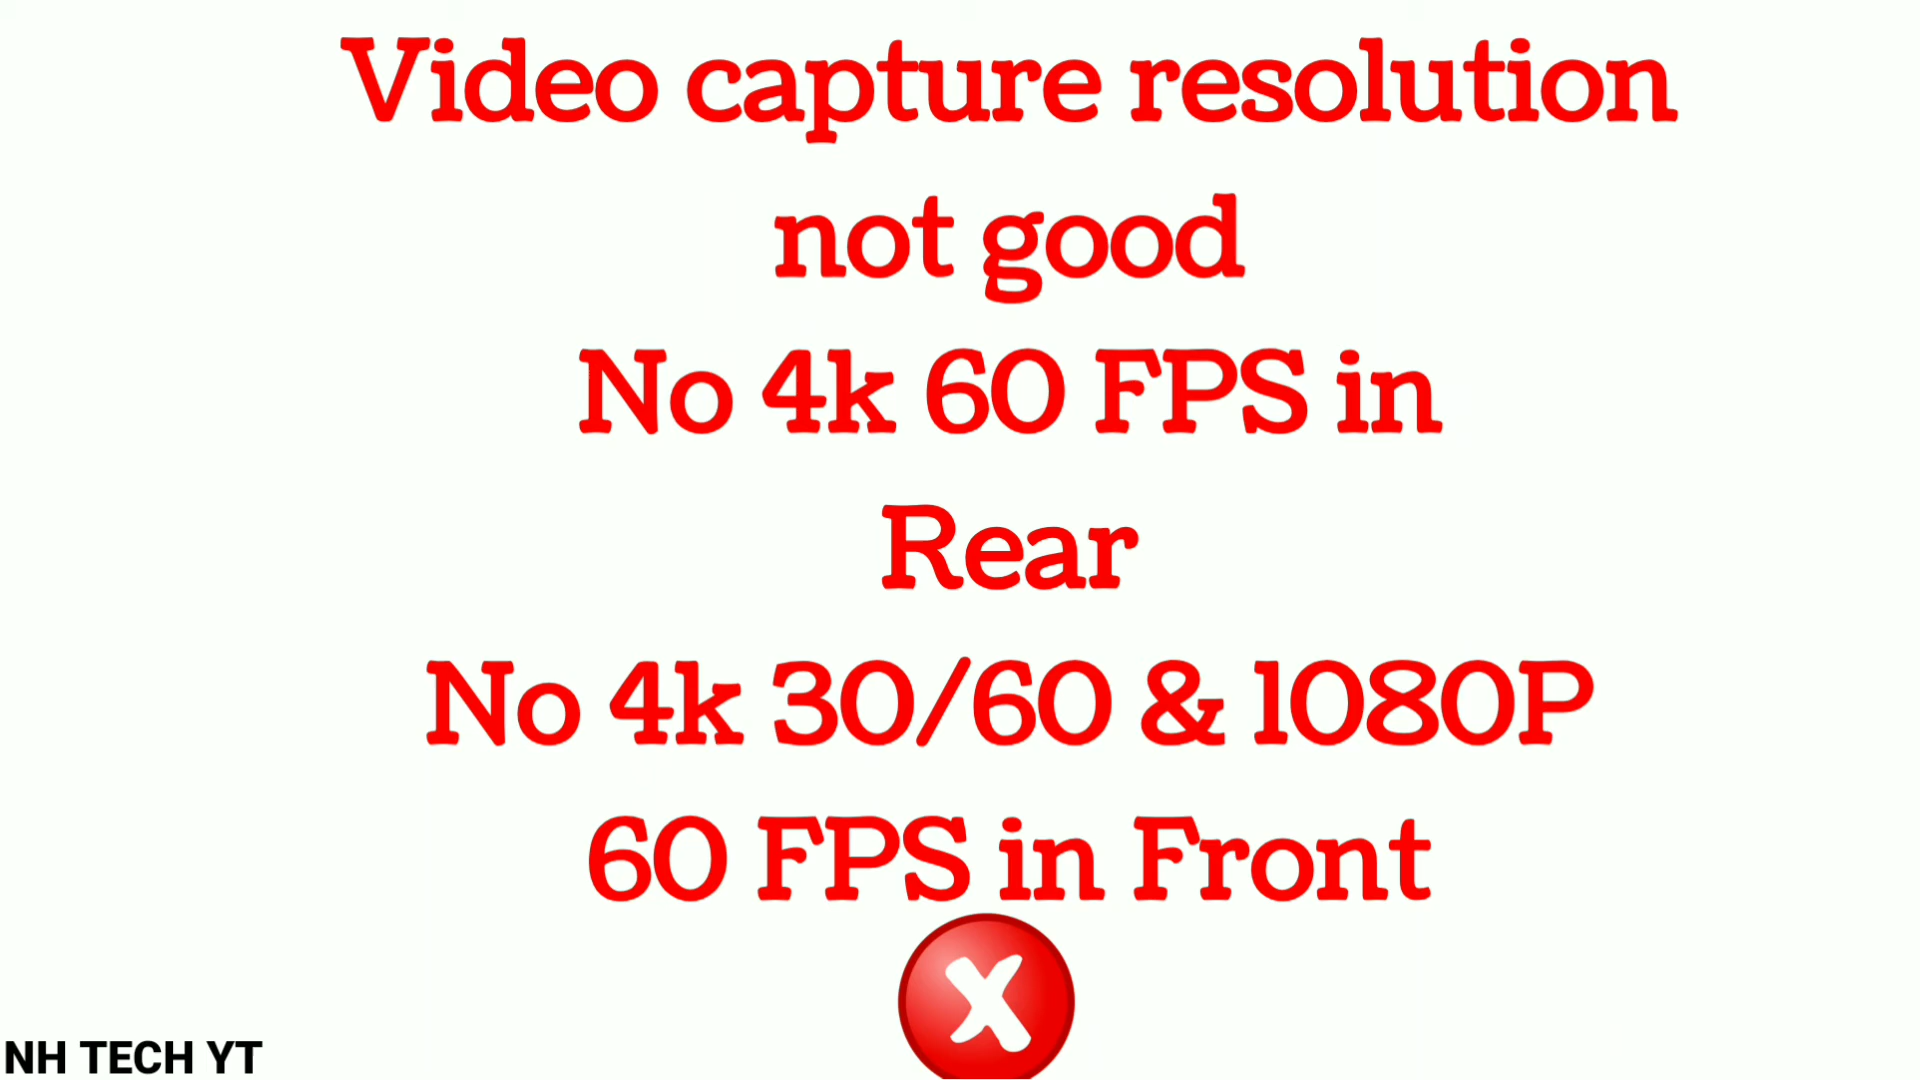 Video capture resolution
not good
No 4k 60 FPS in
Rear
No 4k 30/60 & 1080P
60 FPS in Front
NH TECH YT